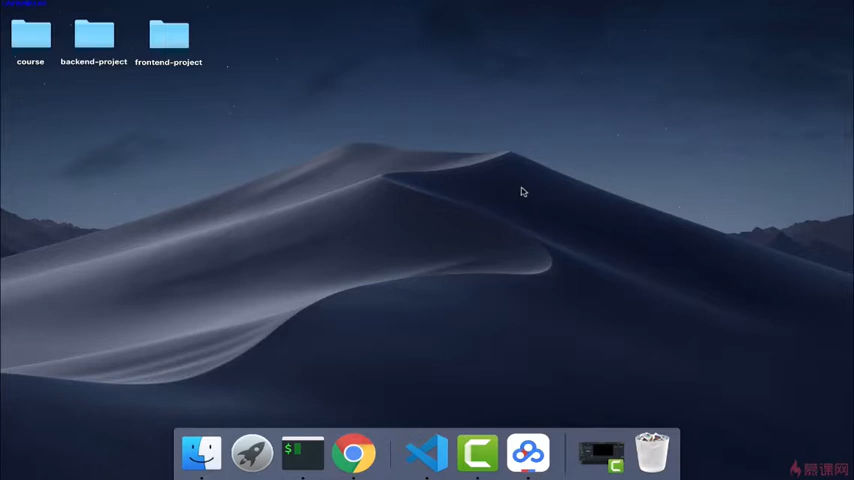 course
backend-project
frontend-project
$
慕课网